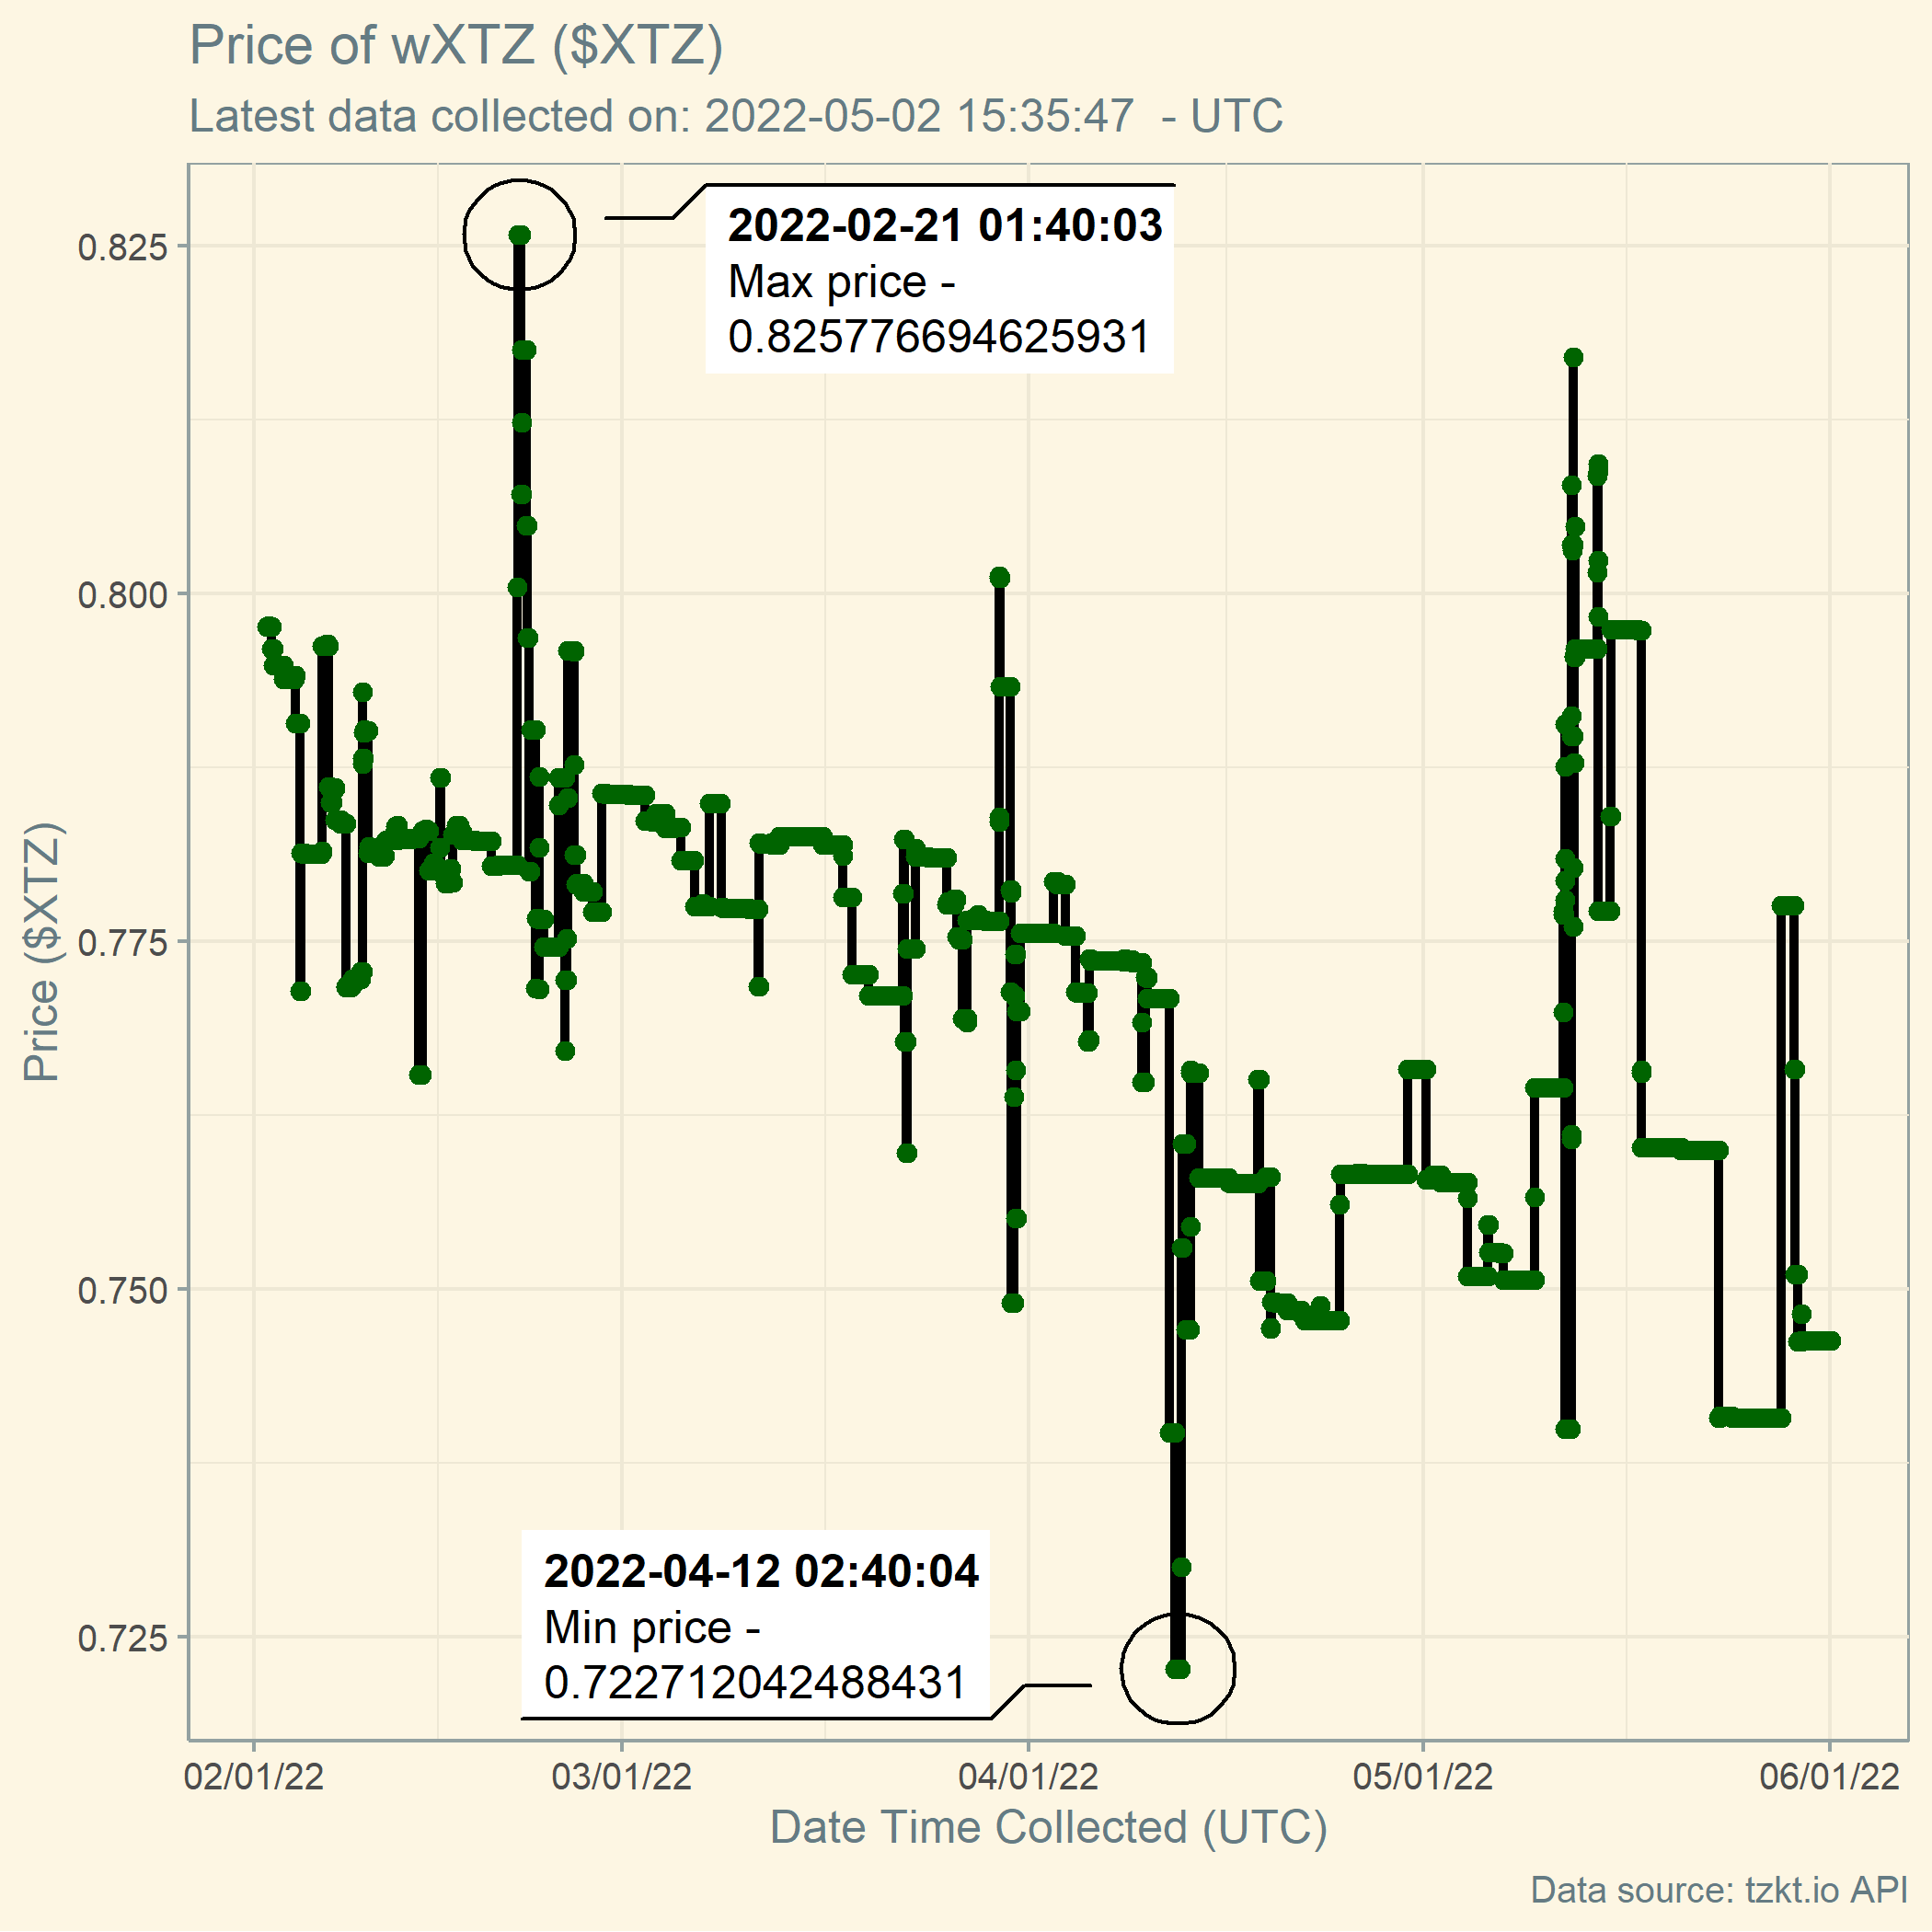 Price of wXTZ ($XTZ)
Latest data collected on: 2022-05-02 15:35:47  - UTC
2022-02-21 01:40:03
Max price -
0.825776694625931
0.825
0.800
0.775
0.750
0.725
Price ($XTZ)
2022-04-12 02:40:04
Min price -
0.722712042488431
02/01/22
03/01/22
04/01/22
05/01/22
06/01/22
Date Time Collected (UTC)
Data source: tzkt.io API